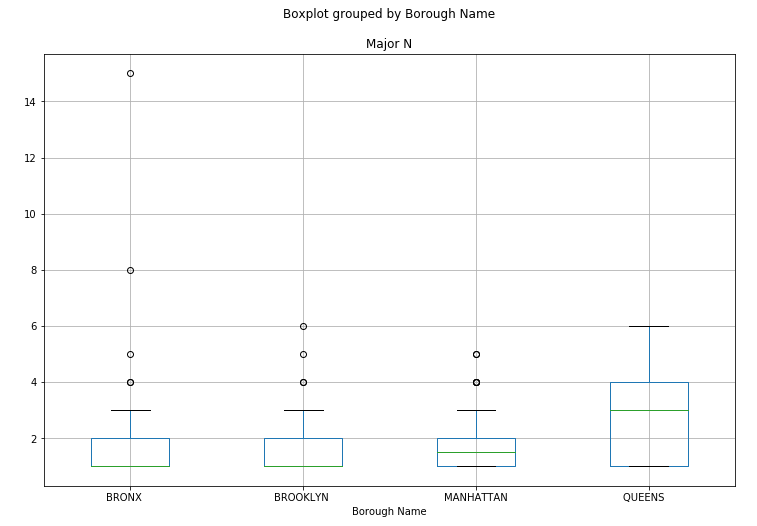 Boxplot grouped by Borough Name
Major N
14
12
10
8
6
4
2
BRONX
BROOKLYN
MANHATTAN
QUEENS
Borough Name